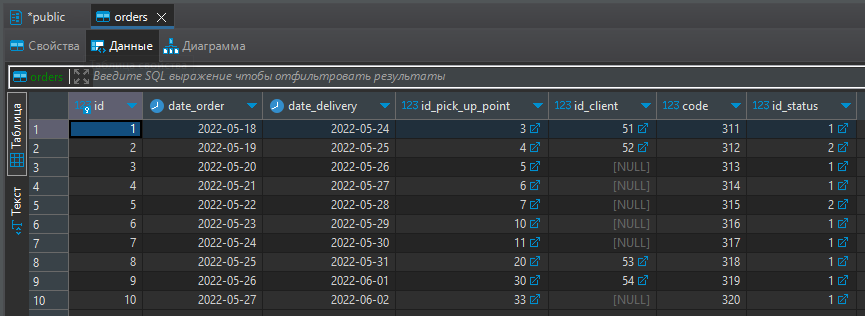 *public orders
Свойства Данные Диаграмма
orders Введите SQL выражение чтобы отфильтровать результаты
Таблица
Текст
123 id date_order date_delivery 123 id_pick_up_point 123 id_client 123 code 123 id_status
1 1 2022-05-18 2022-05-24 3 51 311 1
2 2 2022-05-19 2022-05-25 4 52 312 2
3 3 2022-05-20 2022-05-26 5 [NULL] 313 1
4 4 2022-05-21 2022-05-27 6 [NULL] 314 1
5 5 2022-05-22 2022-05-28 7 [NULL] 315 2
6 6 2022-05-23 2022-05-29 10 [NULL] 316 1
7 7 2022-05-24 2022-05-30 11 [NULL] 317 1
8 8 2022-05-25 2022-05-31 20 53 318 1
9 9 2022-05-26 2022-06-01 30 54 319 1
10 10 2022-05-27 2022-06-02 33 [NULL] 320 1